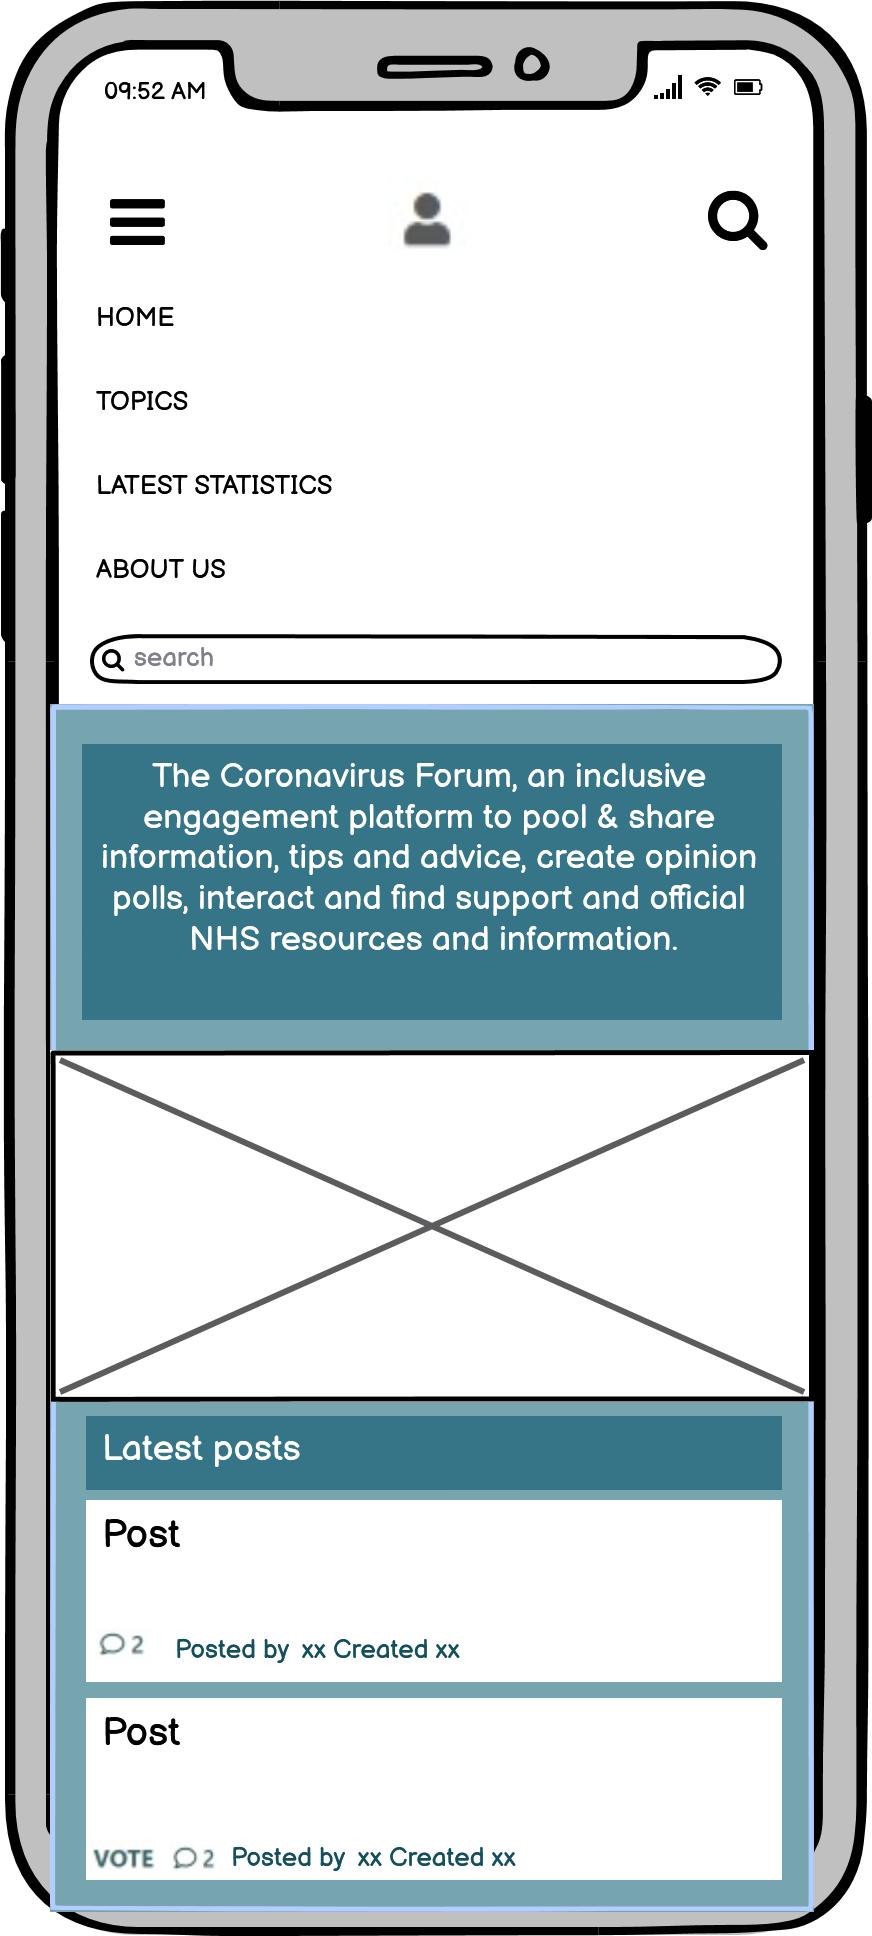 09:52 AM
HOME
TOPICS
LATEST STATISTICS
ABOUT US
search
The Coronavirus Forum, an inclusive
engagement platform to pool & share
information, tips and advice, create opinion
polls, interact and find support and official
NHS resources and information.
Latest posts
Post
2 Posted by xx Created xx
Post
VOTE 2 Posted by xx Created xx